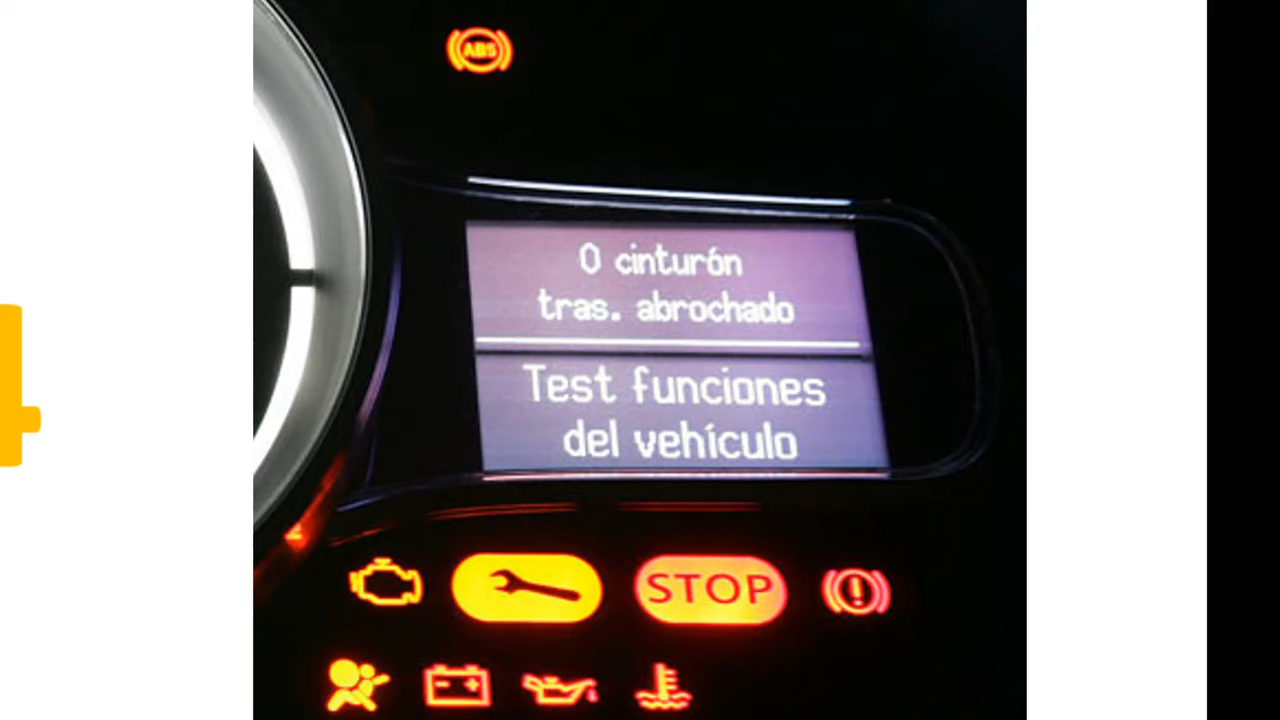 ABS
0 cinturón
tras. abrochado
Test funciones
del vehículo
STOP